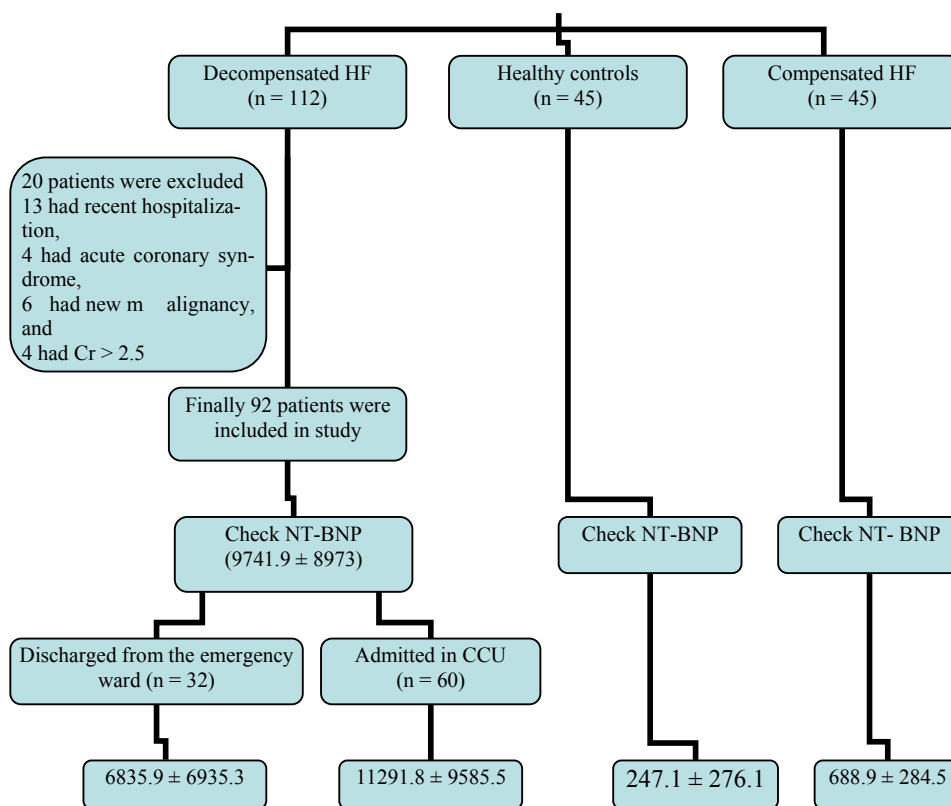 Decompensated HF
(n = 112)
Healthy controls
(n = 45)
Compensated HF
(n = 45)
20 patients were excluded
13 had recent hospitaliza-
tion,
4 had acute coronary syn-
drome,
6 had new m alignancy,
and
4 had Cr > 2.5
Finally 92 patients were
included in study
Check NT-BNP
(9741.9 ± 8973)
Check NT-BNP
Check NT- BNP
Discharged from the emergency
ward (n = 32)
Admitted in CCU
(n = 60)
6835.9 ± 6935.3
11291.8 ± 9585.5
247.1 ± 276.1
688.9 ± 284.5